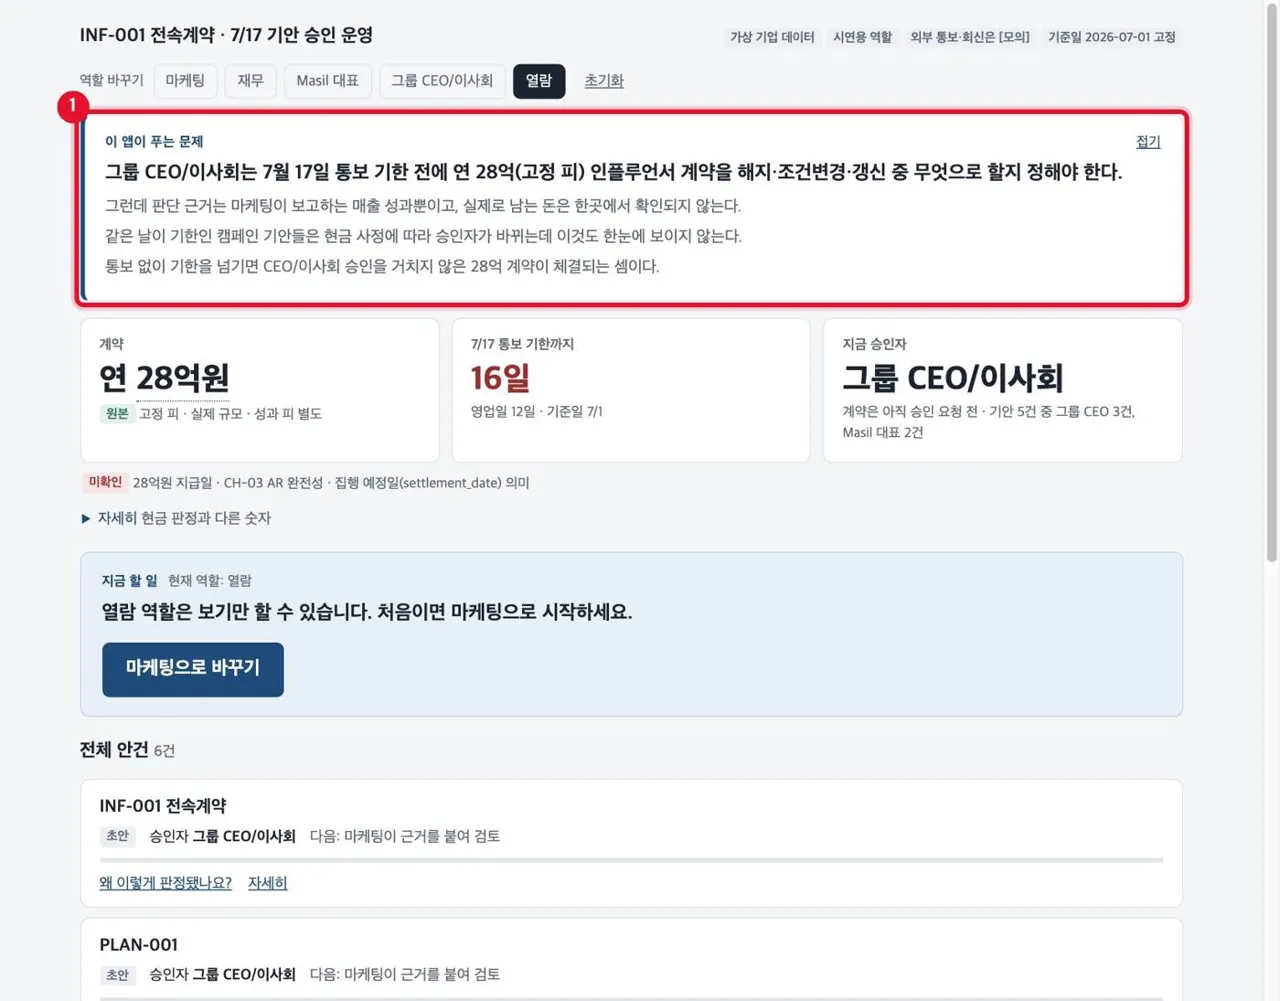 INF-001 전속계약 · 7/17 기안 승인 운영
가상 기업 데이터 시연용 역할 외부 통보·회신은 [모의] 기준일 2026-07-01 고정
역할 바꾸기 마케팅 재무 Masil 대표 그룹 CEO/이사회 열람 초기화
1
이 앱이 푸는 문제 접기
그룹 CEO/이사회는 7월 17일 통보 기한 전에 연 28억(고정 피) 인플루언서 계약을 해지·조건변경·갱신 중 무엇으로 할지 정해야 한다.
그런데 판단 근거는 마케팅이 보고하는 매출 성과뿐이고, 실제로 남는 돈은 한곳에서 확인되지 않는다.
같은 날이 기한인 캠페인 기안들은 현금 사정에 따라 승인자가 바뀌는데 이것도 한눈에 보이지 않는다.
통보 없이 기한을 넘기면 CEO/이사회 승인을 거치지 않은 28억 계약이 체결되는 셈이다.
계약
연 28억원
원본 고정 피 · 실제 규모 · 성과 피 별도
7/17 통보 기한까지
16일
영업일 12일 · 기준일 7/1
지금 승인자
그룹 CEO/이사회
계약은 아직 승인 요청 전 · 기안 5건 중 그룹 CEO 3건,
Masil 대표 2건
미확인 28억원 지급일 · CH-03 AR 완전성 · 집행 예정일(settlement_date) 의미
▶ 자세히 현금 판정과 다른 숫자
지금 할 일 현재 역할: 열람
열람 역할은 보기만 할 수 있습니다. 처음이면 마케팅으로 시작하세요.
마케팅으로 바꾸기
전체 안건 6건
INF-001 전속계약
초안 승인자 그룹 CEO/이사회 다음: 마케팅이 근거를 붙여 검토
왜 이렇게 판정됐나요? 자세히
PLAN-001
초안 승인자 그룹 CEO/이사회 다음: 마케팅이 근거를 붙여 검토